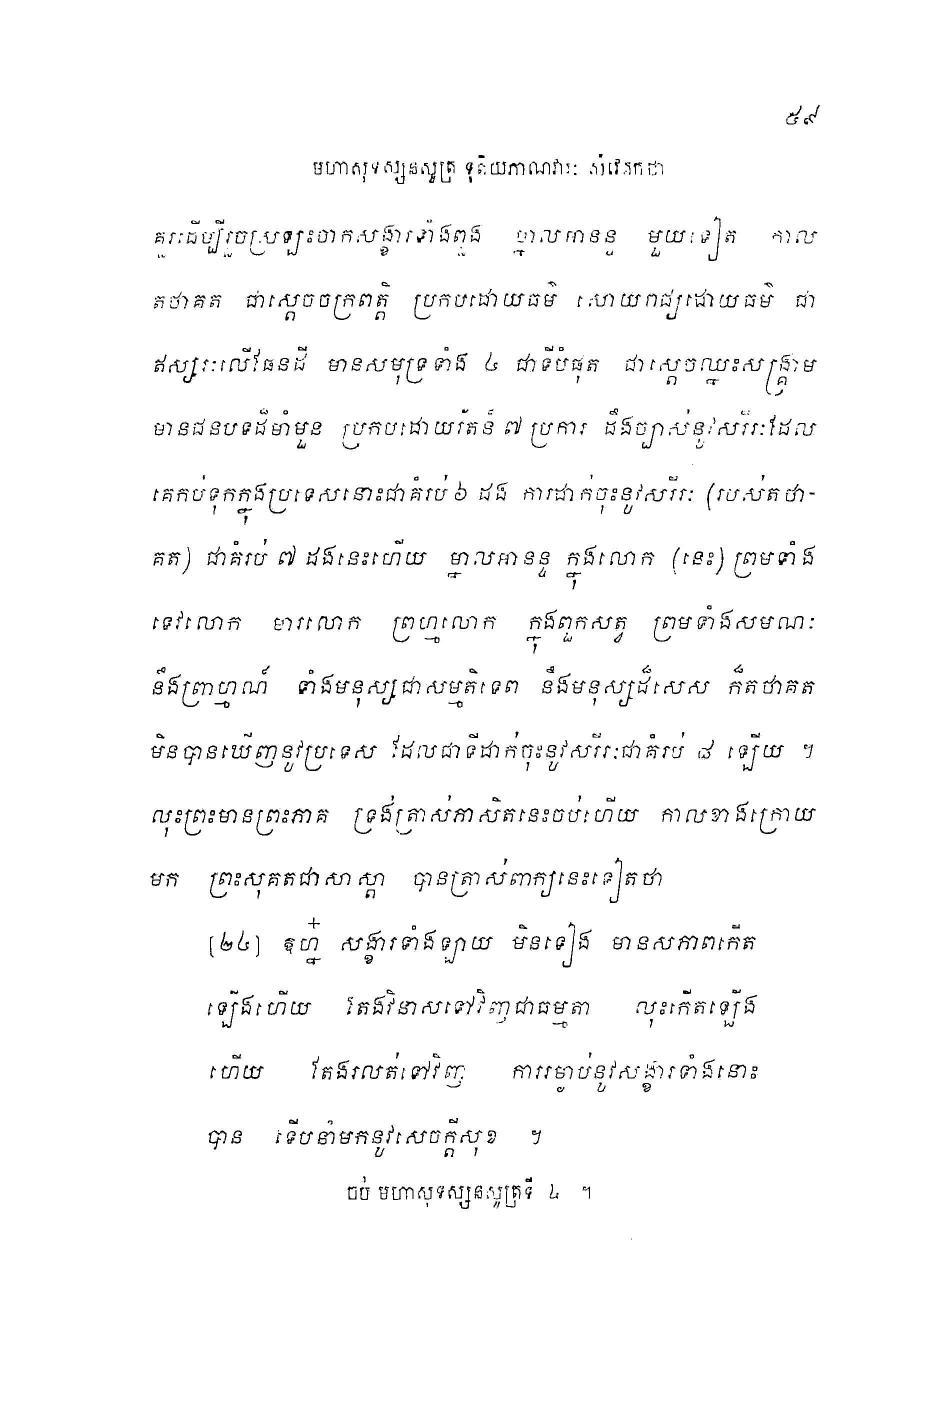 ៥៩
មហាសុទស្សនសូត្រ ទុតិយភាណវារៈ សំវេគកថា
គួរដើម្បីរួចស្រឡះចាកសង្ខារទាំងពួង ម្នាលអានន្ទ មួយទៀត កាល
តថាគត ជាស្តេចចក្រពត្តិ ប្រកបដោយធម៌ សោយរាជ្យដោយធម៌ ជា
ឥស្សរៈលើផែនដី មានសមុទ្រទាំង ៤ ជាទីបំផុត ជាស្តេចឈ្នះសង្គ្រាម
មានជនបទដ៏មាំមួន ប្រកបដោយរ័តន៍ ៧ ប្រការ ដឹងច្បាស់នូវសរីរៈដែល
គេកប់ទុកក្នុងប្រទេសនោះជាគំរប់ ៦ ដង ការដាក់ចុះនូវសរីរៈ (របស់តថា-
គត) ជាគំរប់ ៧ ដងនេះហើយ ម្នាលអានន្ទ ក្នុងលោក (នេះ) ព្រមទាំង
ទេវលោក មារលោក ព្រហ្មលោក ក្នុងពួកសត្វ ព្រមទាំងសមណៈ
នឹងព្រាហ្មណ៍ ទាំងមនុស្សជាសម្មតិទេព នឹងមនុស្សដ៏សេស ក៏តថាគត
មិនបានឃើញនូវប្រទេស ដែលជាទីដាក់ចុះនូវសរីរៈជាគំរប់ ៨ ឡើយ ។
លុះព្រះមានព្រះភាគ ទ្រង់ត្រាស់ភាសិតនេះចប់ហើយ កាលខាងក្រោយ
មក ព្រះសុគតជាសាស្តា បានត្រាស់ពាក្យនេះទៀតថា
[២៤] ឧហ្ន៎ សង្ខារទាំងឡាយ មិនទៀង មានសភាពកើត
ឡើងហើយ តែងវិនាសទៅវិញជាធម្មតា លុះកើតឡើង
ហើយ តែងរលត់ទៅវិញ ការរម្ងាប់នូវសង្ខារទាំងនោះ
បាន ទើបនាំមកនូវសេចក្តីសុខ ។
ចប់ មហាសុទស្សនសូត្រទី ៤ ។